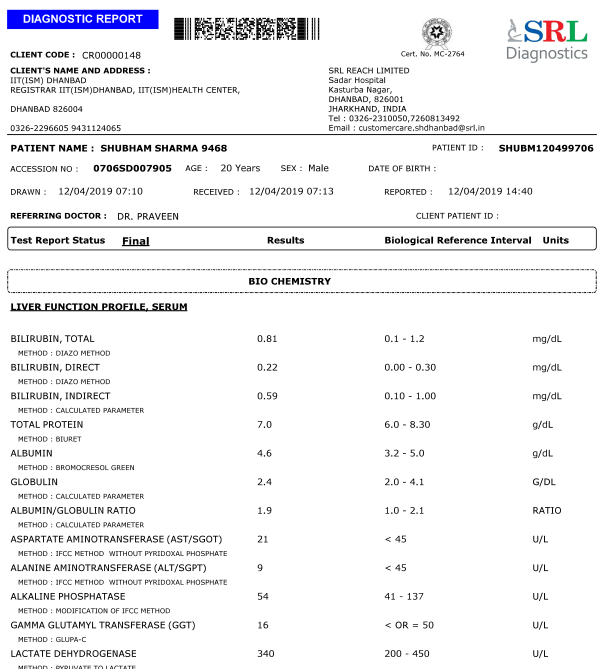 DIAGNOSTIC REPORT
CLIENT CODE : CR00000148
Cert. No. MC-2764
SRL
Diagnostics
CLIENT'S NAME AND ADDRESS :
IIT(ISM) DHANBAD
REGISTRAR IIT(ISM)DHANBAD, IIT(ISM)HEALTH CENTER,
DHANBAD 826004
0326-2296605 9431124065
SRL REACH LIMITED
Sadar Hospital
Kasturba Nagar,
DHANBAD, 826001
JHARKHAND, INDIA
Tel : 0326-2310050,7260813492
Email : customercare.shdhanbad@srl.in
PATIENT NAME : SHUBHAM SHARMA 9468 PATIENT ID : SHUBM120499706
ACCESSION NO : 0706SD007905 AGE : 20 Years SEX : Male DATE OF BIRTH :
DRAWN : 12/04/2019 07:10 RECEIVED : 12/04/2019 07:13 REPORTED : 12/04/2019 14:40
REFERRING DOCTOR : DR. PRAVEEN CLIENT PATIENT ID :
Test Report Status Final Results Biological Reference Interval Units
BIO CHEMISTRY
LIVER FUNCTION PROFILE, SERUM
BILIRUBIN, TOTAL 0.81 0.1 - 1.2 mg/dL
METHOD : DIAZO METHOD
BILIRUBIN, DIRECT 0.22 0.00 - 0.30 mg/dL
METHOD : DIAZO METHOD
BILIRUBIN, INDIRECT 0.59 0.10 - 1.00 mg/dL
METHOD : CALCULATED PARAMETER
TOTAL PROTEIN 7.0 6.0 - 8.30 g/dL
METHOD : BIURET
ALBUMIN 4.6 3.2 - 5.0 g/dL
METHOD : BROMOCRESOL GREEN
GLOBULIN 2.4 2.0 - 4.1 G/DL
METHOD : CALCULATED PARAMETER
ALBUMIN/GLOBULIN RATIO 1.9 1.0 - 2.1 RATIO
METHOD : CALCULATED PARAMETER
ASPARTATE AMINOTRANSFERASE (AST/SGOT) 21 < 45 U/L
METHOD : IFCC METHOD WITHOUT PYRIDOXAL PHOSPHATE
ALANINE AMINOTRANSFERASE (ALT/SGPT) 9 < 45 U/L
METHOD : IFCC METHOD WITHOUT PYRIDOXAL PHOSPHATE
ALKALINE PHOSPHATASE 54 41 - 137 U/L
METHOD : MODIFICATION OF IFCC METHOD
GAMMA GLUTAMYL TRANSFERASE (GGT) 16 < OR = 50 U/L
METHOD : GLUPA-C
LACTATE DEHYDROGENASE 340 200 - 450 U/L
METHOD : PYRUVATE TO LACTATE